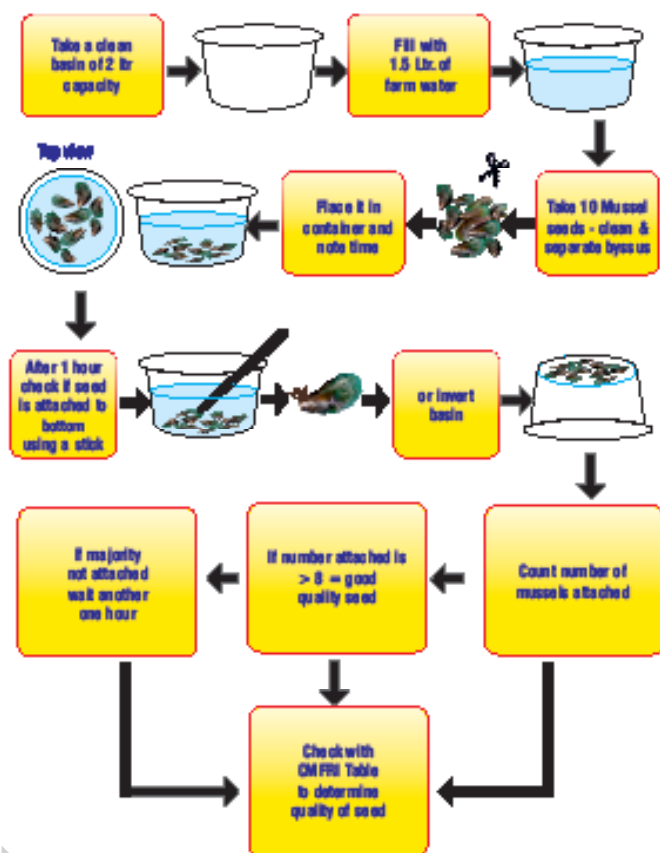 Take a clean
basin of 2 ltr
capacity
Fill with
1.5 Ltr. of
farm water
Top view
Place it in
container and
note time
Take 10 Mussel
seeds - clean &
separate byssus
After 1 hour
check if seed
is attached to
bottom
using a stick
or invert
basin
If majority
not attached
wait another
one hour
If number attached is
> 8 = good
quality seed
Count number of
mussels attached
Check with
CMFRI Table
to determine
quality of seed